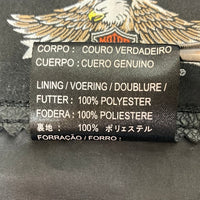 MOTOR
CORPO : COURO VERDADEIRO
CUERPO : CUERO GENUINO
LINING / VOERING / DOUBLURE /
FUTTER : 100% POLYESTER
FODERA : 100% POLIESTERE
裏地 : 100% ポリエステル
FORRAÇÃO / FORRO :